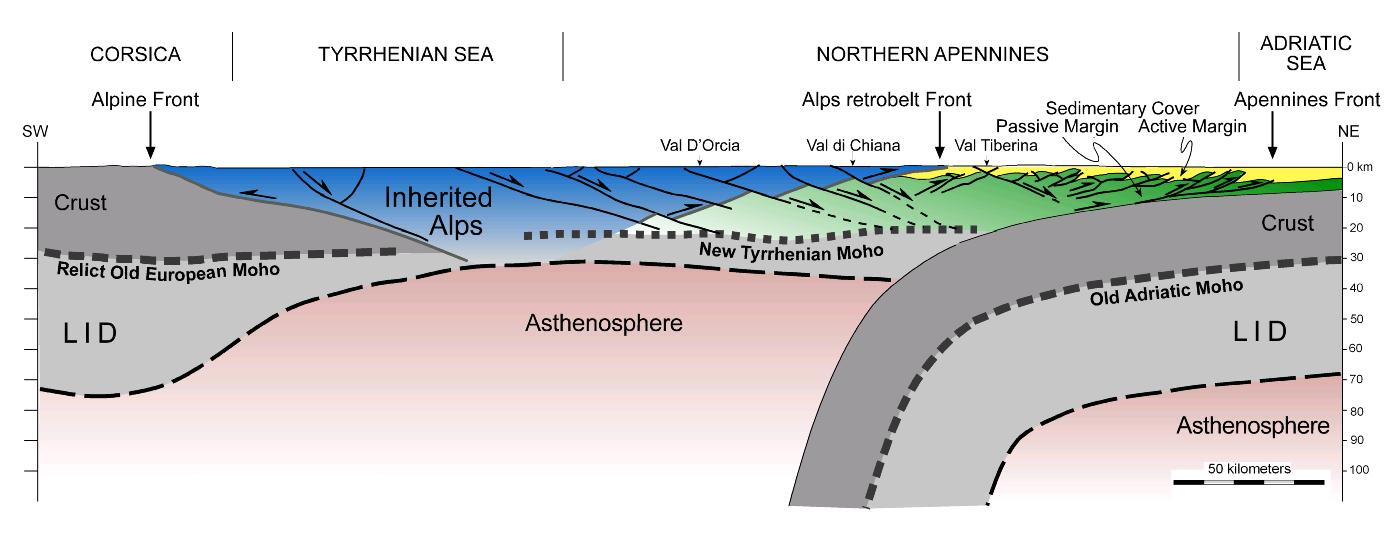 CORSICA
TYRRHENIAN SEA
NORTHERN APENNINES
ADRIATIC
SEA
Alpine Front
Alps retrobelt Front
Sedimentary Cover
Passive Margin
Active Margin
Apennines Front
SW
NE
Val D'Orcia
Val di Chiana
Val Tiberina
0 km
10
20
30
40
50
60
70
80
90
100
Crust
Inherited
Alps
Crust
Relict Old European Moho
New Tyrrhenian Moho
Old Adriatic Moho
LID
Asthenosphere
LID
Asthenosphere
50 kilometers